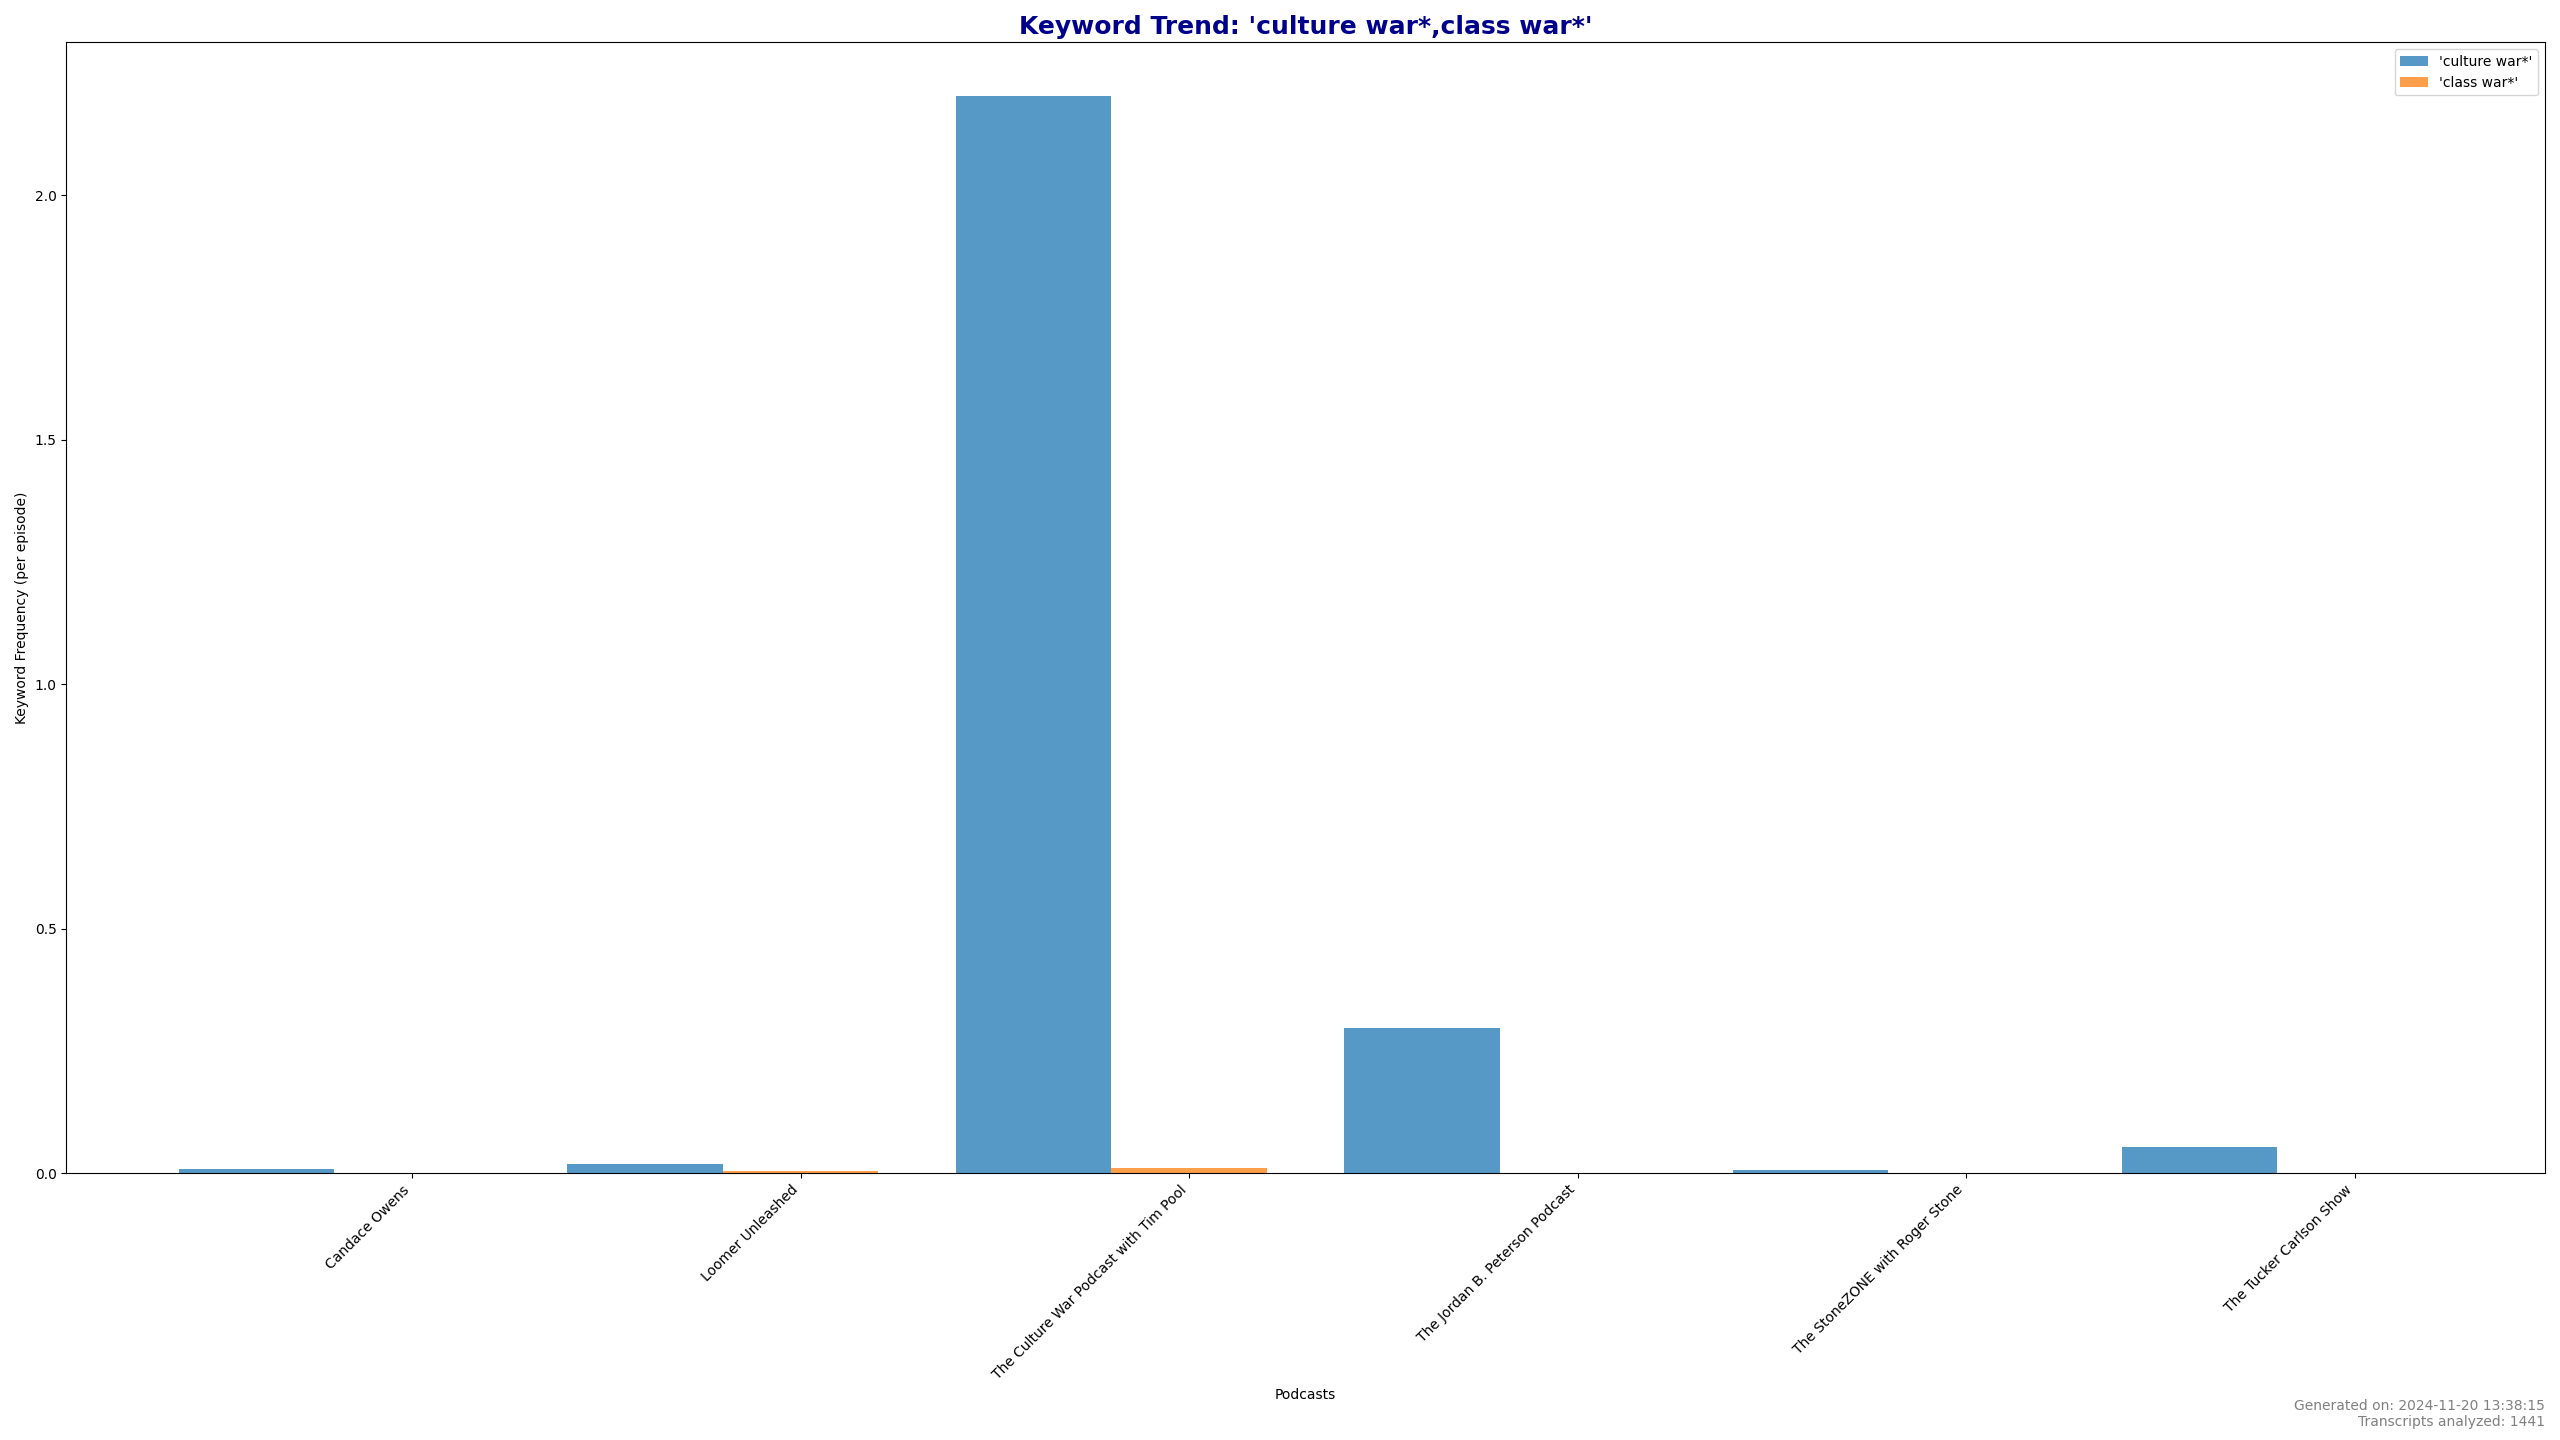 Keyword Trend: 'culture war*,class war*'
'culture war*'
'class war*'
Keyword Frequency (per episode)
2.0
1.5
1.0
0.5
0.0
Candace Owens
Loomer Unleashed
The Culture War Podcast with Tim Pool
The Jordan B. Peterson Podcast
The StoneZONE with Roger Stone
The Tucker Carlson Show
Podcasts
Generated on: 2024-11-20 13:38:15
Transcripts analyzed: 1441